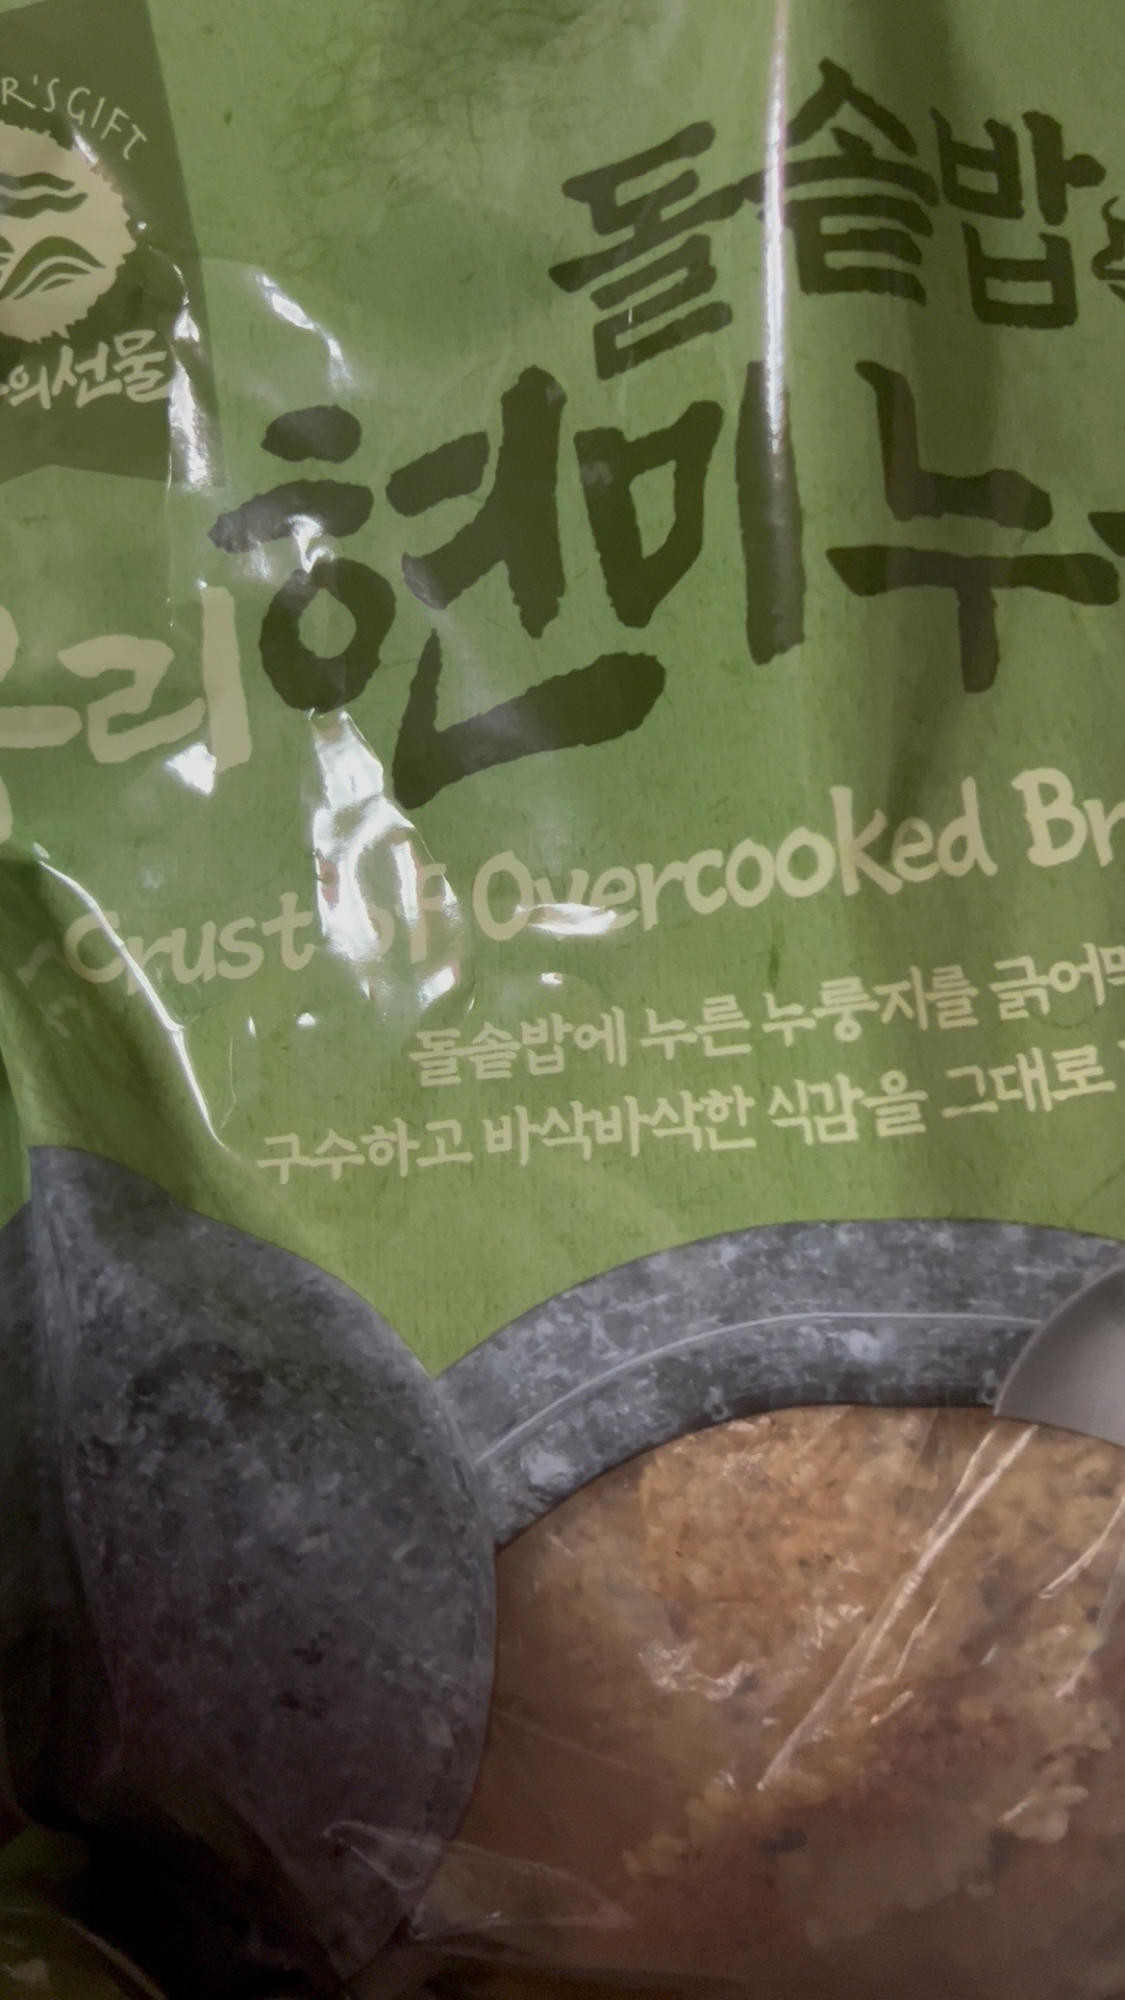 R'S GIFT
의선물
돌솥밥
우리현미누
Crust of Overcooked Br
돌솥밥에 누른 누룽지를 긁어먹
구수하고 바삭바삭한 식감을 그대로